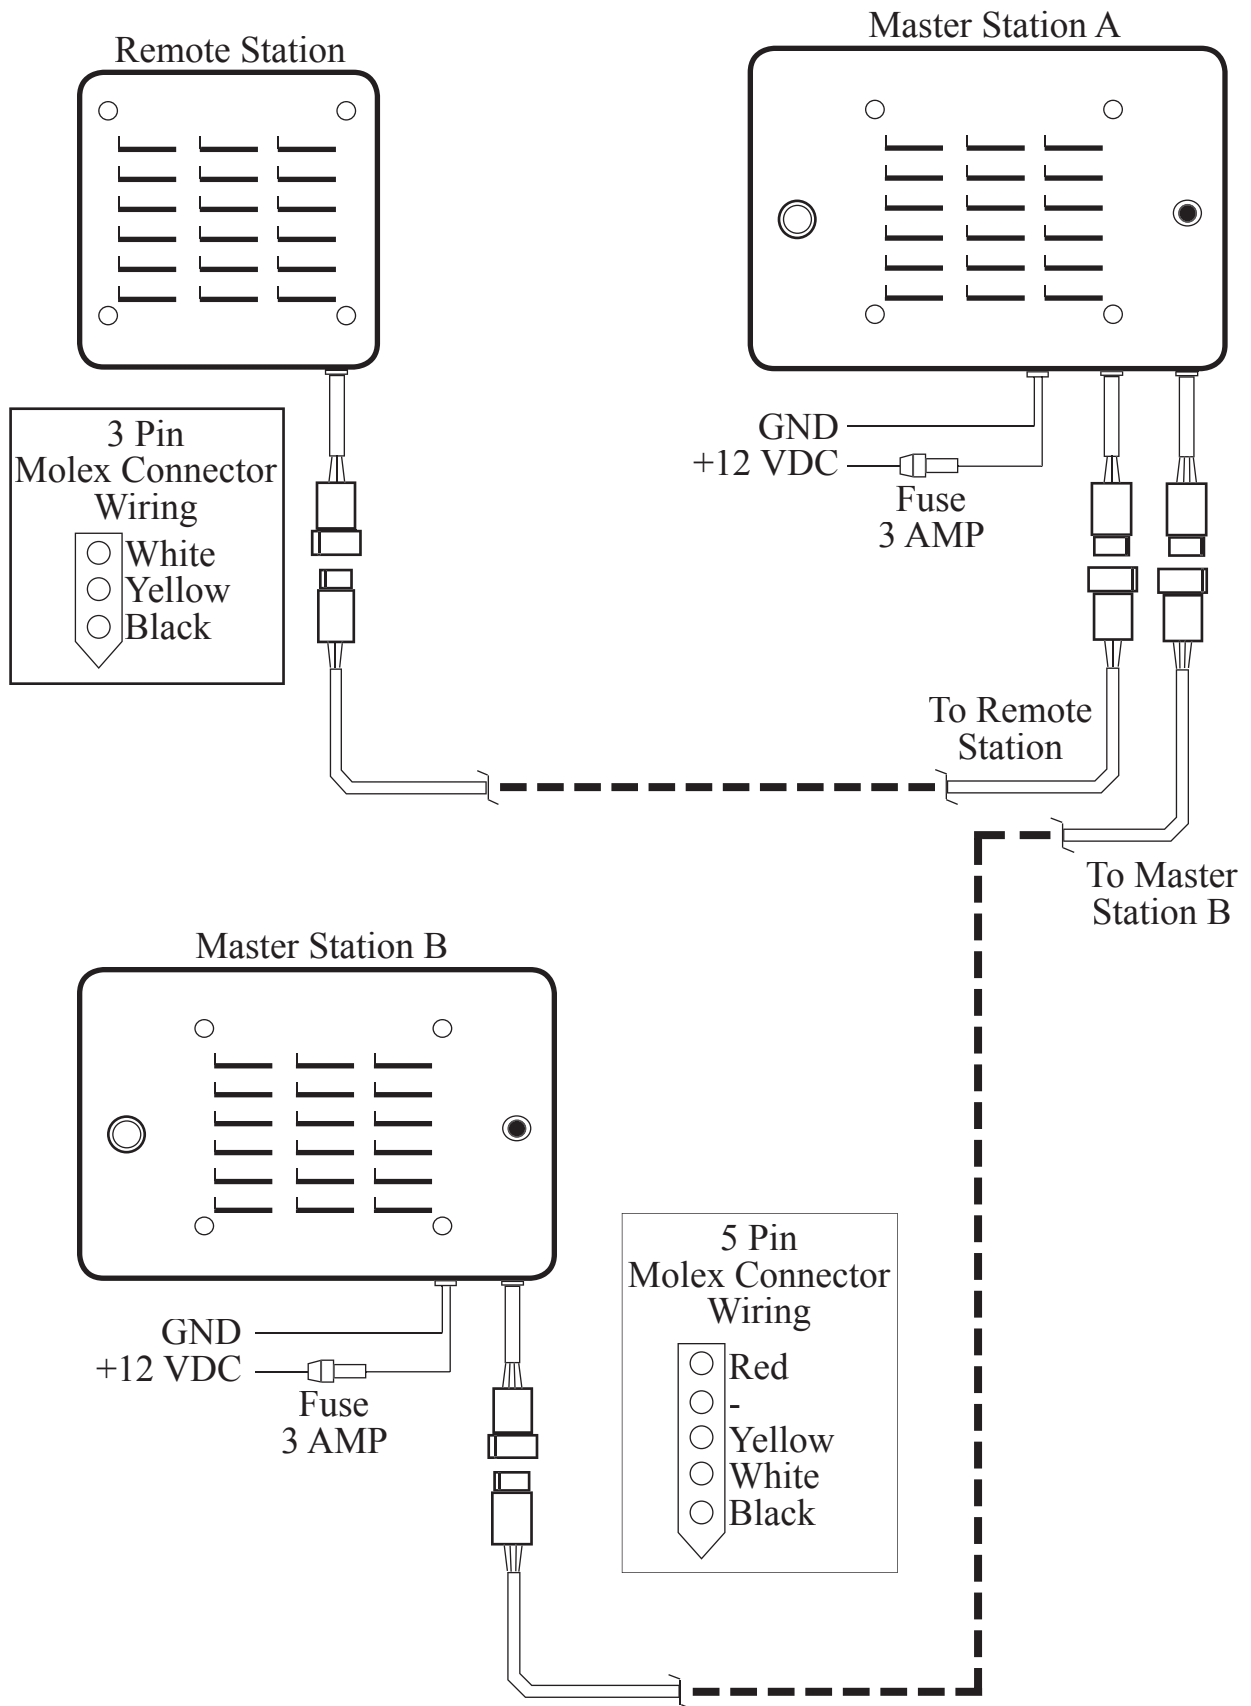 Remote Station
Master Station A
3 Pin
Molex Connector
Wiring
White
Yellow
Black
GND
+12 VDC
Fuse
3 AMP
To Remote
Station
To Master
Station B
Master Station B
GND
+12 VDC
Fuse
3 AMP
5 Pin
Molex Connector
Wiring
Red
-
Yellow
White
Black